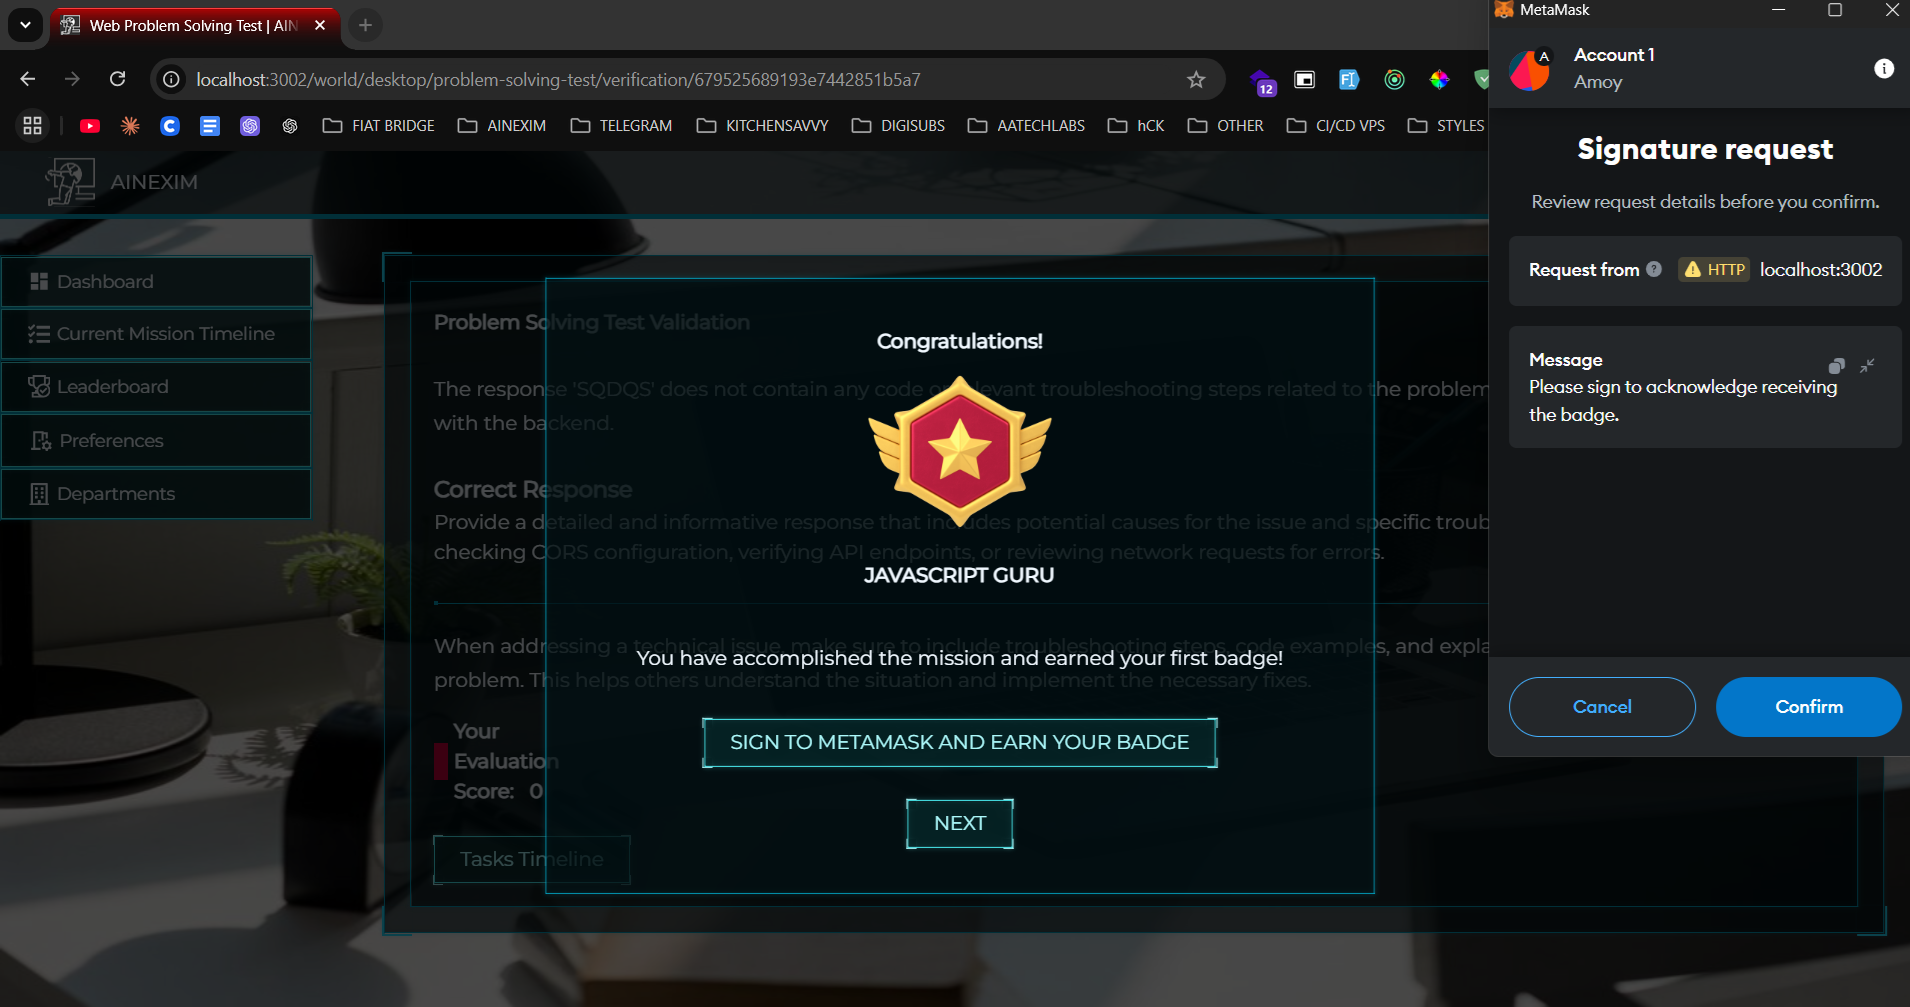 Web Problem Solving Test | AIN
localhost:3002/world/desktop/problem-solving-test/verification/679525689193e7442851b5a7
12
FIAT BRIDGE
AINEXIM
TELEGRAM
KITCHENSAVVY
DIGISUBS
AATECHLABS
hCK
OTHER
CI/CD VPS
STYLES
AINEXIM
Dashboard
Current Mission Timeline
Leaderboard
Preferences
Departments
Problem Solving Test Validation
The response 'SQDQS' does not contain any code or relevant troubleshooting steps related to the problem
with the backend.
Correct Response
Provide a detailed and informative response that includes potential causes for the issue and specific troub
checking CORS configuration, verifying API endpoints, or reviewing network requests for errors.
When addressing a technical issue, make sure to include troubleshooting steps, code examples, and expla
problem. This helps others understand the situation and implement the necessary fixes.
Your
Evaluation
Score: 0
Tasks Timeline
Congratulations!
JAVASCRIPT GURU
You have accomplished the mission and earned your first badge!
SIGN TO METAMASK AND EARN YOUR BADGE
NEXT
MetaMask
A
Account 1
Amoy
Signature request
Review request details before you confirm.
Request from HTTP localhost:3002
Message
Please sign to acknowledge receiving
the badge.
Cancel
Confirm